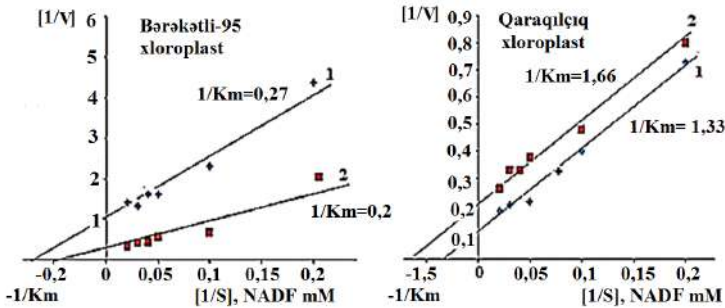 [1/V]
Bərəkətli-95
xloroplast
6
5
4
3
2
1
1
1/Km=0,27
2
1/Km=0,2
-0,2
0
0,05
0,1
0,15
0,2
-1/Km
[1/S], NADF mM
[1/V]
Qaraqılçıq
xloroplast
0,9
0,8
0,7
0,6
0,5
0,4
0,3
0,2
0,1
2
1
1/Km=1,66
1/Km= 1,33
-1,5
0
0,05
0,1
0,15
0,2
-1/Km
[1/S], NADF mM